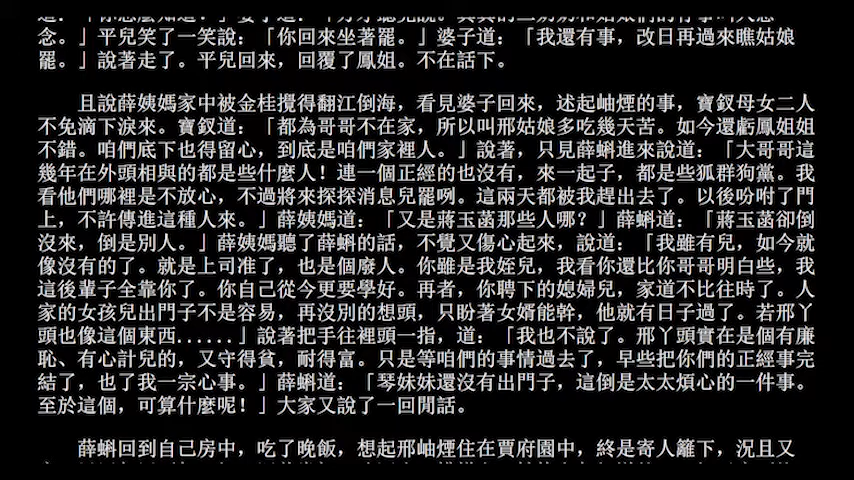 念。」平兒笑了一笑說：「你回來坐著罷。」婆子道：「我還有事，改日再過來瞧姑娘
罷。」說著走了。平兒回來，回覆了鳳姐。不在話下。
且說薛姨媽家中被金桂攪得翻江倒海，看見婆子回來，述起岫煙的事，寶釵母女二人
不免滴下淚來。寶釵道：「都為哥哥不在家，所以叫邢姑娘多吃幾天苦。如今還虧鳳姐姐
不錯。咱們底下也得留心，到底是咱們家裡人。」說著，只見薛蝌進來說道：「大哥哥這
幾年在外頭相與的都是些什麼人！連一個正經的也沒有，來一起子，都是些狐群狗黨。我
看他們哪裡是不放心，不過將來探探消息兒罷咧。這兩天都被我趕出去了。以後吩咐了門
上，不許傳進這種人來。」薛姨媽道：「又是蔣玉菡那些人哪？」薛蝌道：「蔣玉菡卻倒
沒來，倒是別人。」薛姨媽聽了薛蝌的話，不覺又傷心起來，說道：「我雖有兒，如今就
像沒有的了。就是上司准了，也是個廢人。你雖是我姪兒，我看你還比你哥哥明白些，我
這後輩子全靠你了。你自己從今更要學好。再者，你聘下的媳婦兒，家道不比往時了。人
家的女孩兒出門子不是容易，再沒別的想頭，只盼著女婿能幹，他就有日子過了。若邢丫
頭也像這個東西......」說著把手往裡頭一指，道：「我也不說了。邢丫頭實在是個有廉
恥、有心計兒的，又守得貧，耐得富。只是等咱們的事情過去了，早些把你們的正經事完
結了，也了我一宗心事。」薛蝌道：「琴妹妹還沒有出門子，這倒是太太煩心的一件事。
至於這個，可算什麼呢！」大家又說了一回閒話。
薛蝌回到自己房中，吃了晚飯，想起邢岫煙住在賈府園中，終是寄人籬下，況且又